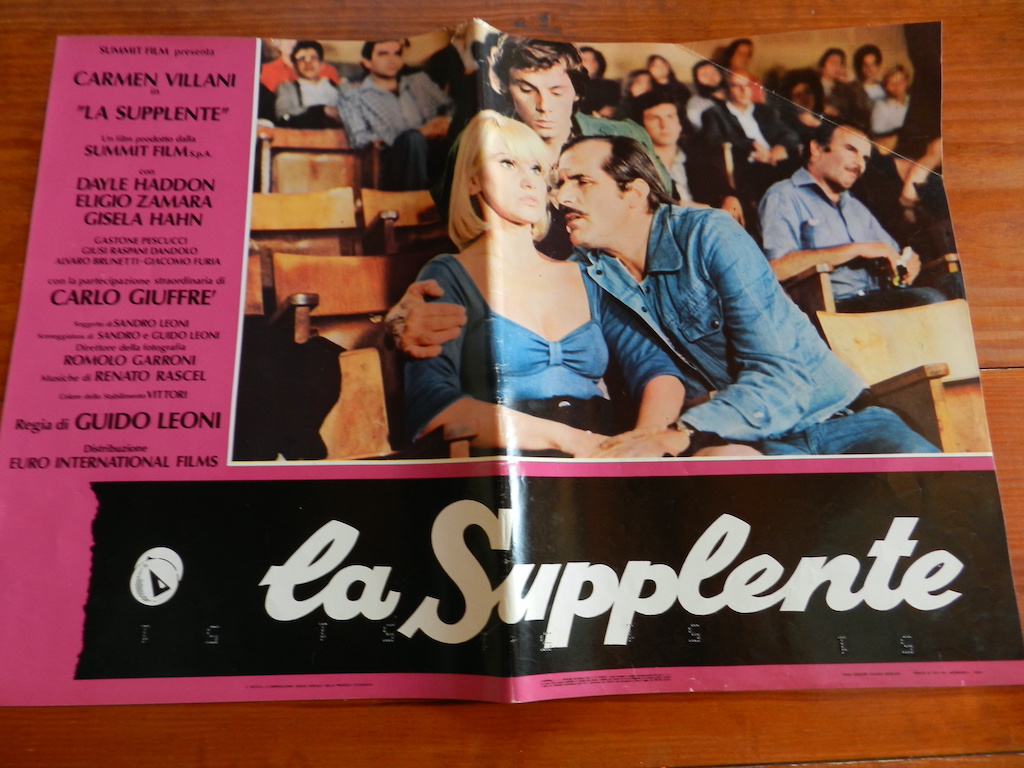 SUMMIT FILM presenta
CARMEN VILLANI
in
"LA SUPPLENTE"
Un film prodotto dalla
SUMMIT FILM S.p.A.
con
DAYLE HADDON
ELIGIO ZAMARA
GISELA HAHN
GASTONE PESCUCCI
GIUSI RASPANI DANDOLO
ALVARO BRUNETTI - GIACOMO FURIA
con la partecipazione straordinaria di
CARLO GIUFFRE'
Soggetto di SANDRO LEONI
Sceneggiatura di SANDRO e GUIDO LEONI
Direttore della fotografia
ROMOLO GARRONI
Musiche di RENATO RASCEL
Colore dello Stabilimento VITTORI
Regia di GUIDO LEONI
Distribuzione
EURO INTERNATIONAL FILMS
la Supplente